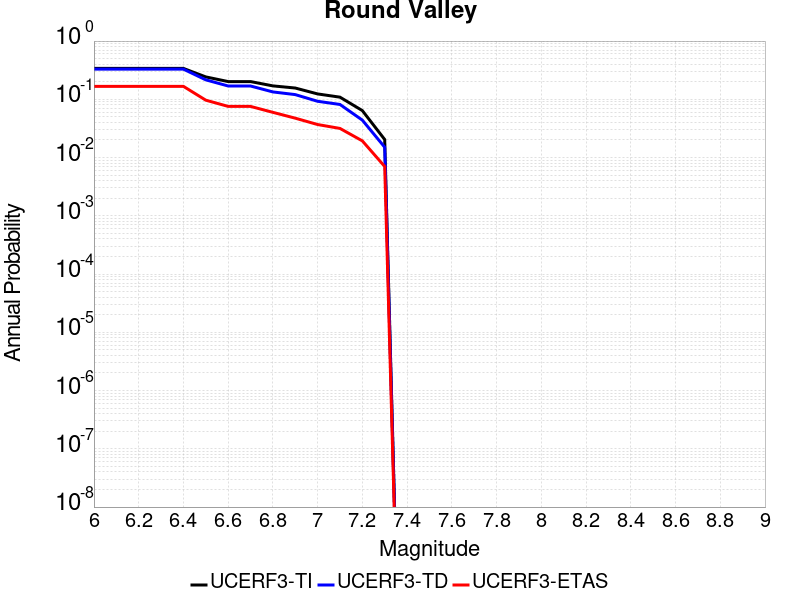 Round Valley
10^0
10^-1
10^-2
10^-3
10^-4
10^-5
10^-6
10^-7
10^-8
Annual Probability
6 6.2 6.4 6.6 6.8 7 7.2 7.4 7.6 7.8 8 8.2 8.4 8.6 8.8 9
Magnitude
UCERF3-TI UCERF3-TD UCERF3-ETAS